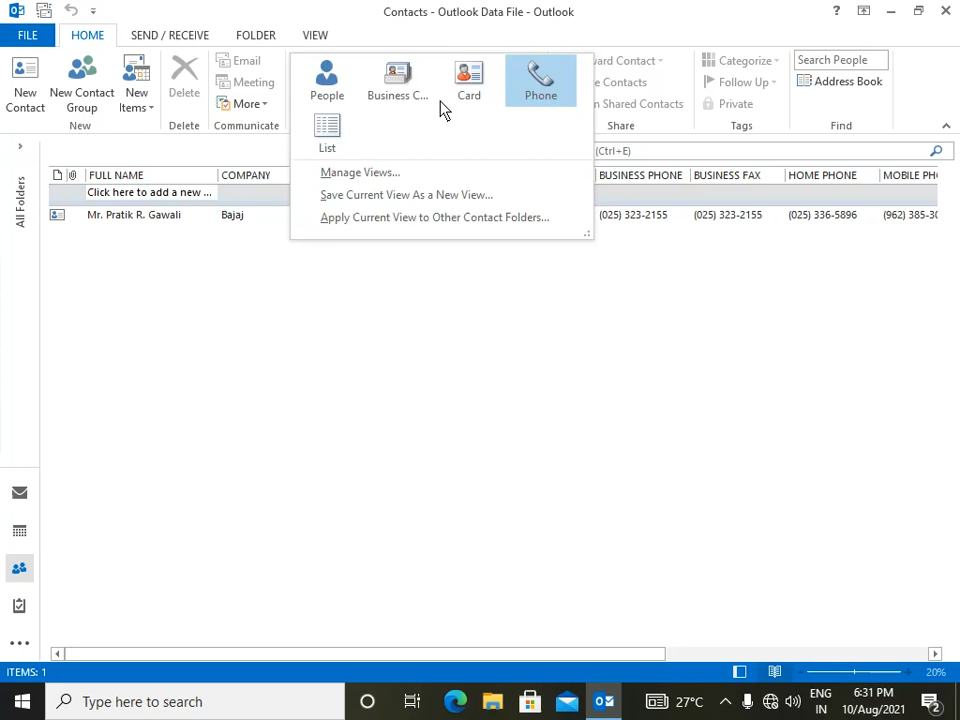 Contacts - Outlook Data File - Outlook
?
FILE
HOME
SEND / RECEIVE
FOLDER
VIEW
New Contact
New Contact Group
New Items
New
Delete
Delete
Email
Meeting
More
Communicate
People
Business C...
Card
Phone
List
Manage Views...
Save Current View As a New View...
Apply Current View to Other Contact Folders...
ard Contact
e Contacts
n Shared Contacts
Share
Categorize
Follow Up
Private
Tags
Search People
Address Book
Find
All Folders
(Ctrl+E)
FULL NAME
COMPANY
BUSINESS PHONE
BUSINESS FAX
HOME PHONE
MOBILE PH
Click here to add a new ...
Mr. Pratik R. Gawali
Bajaj
(025) 323-2155
(025) 323-2155
(025) 336-5896
(962) 385-30
ITEMS: 1
20%
Type here to search
27°C
ENG
IN
6:31 PM
10/Aug/2021
2